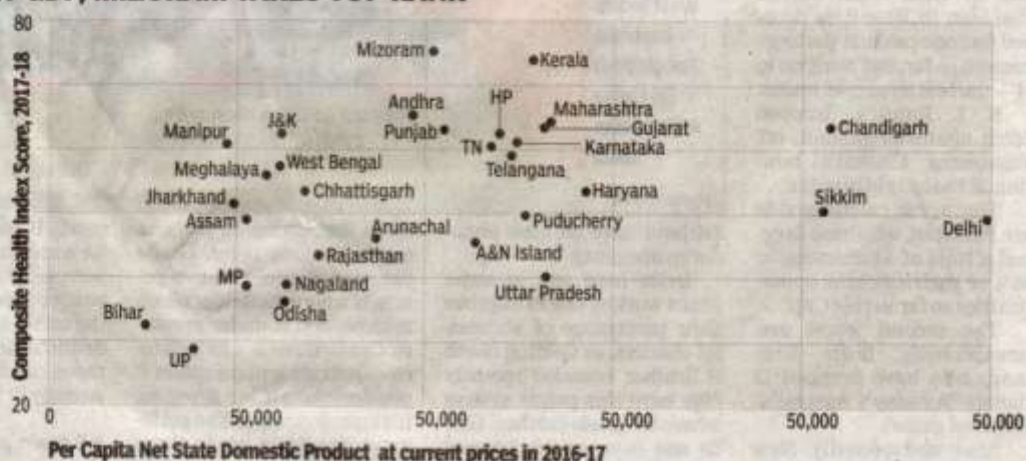 80
Mizoram
Kerala
Andhra
HP
Maharashtra
J&K
Punjab
Gujarat
Chandigarh
Manipur
TN
Karnataka
Meghalaya
West Bengal
Telangana
Jharkhand
Chhattisgarh
Haryana
Sikkim
Assam
Puducherry
Delhi
Arunachal
Rajasthan
A&N Island
MP
Nagaland
Uttar Pradesh
Odisha
Bihar
UP
20
Composite Health Index Score, 2017-18
0 50,000 50,000 50,000 50,000 50,000
Per Capita Net State Domestic Product at current prices in 2016-17